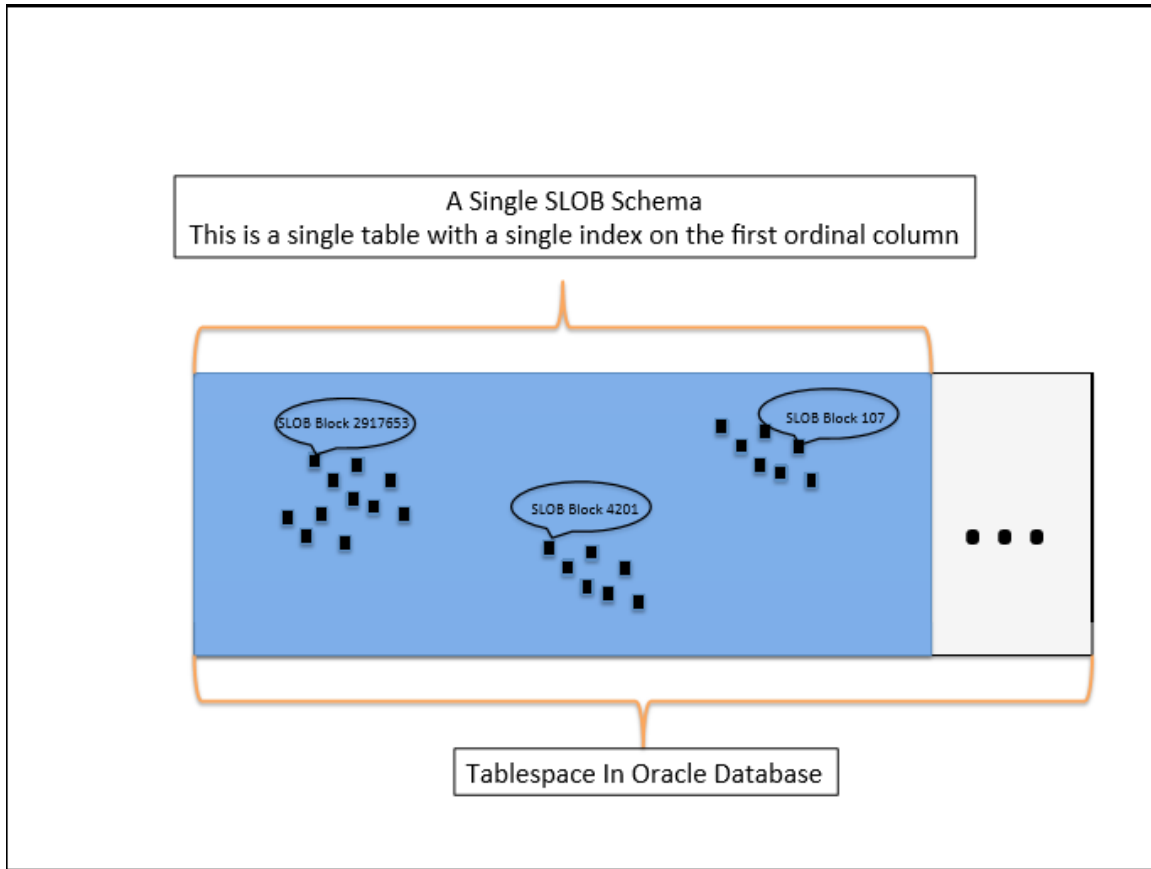 A Single SLOB Schema
This is a single table with a single index on the first ordinal column
SLOB Block 2917653
SLOB Block 107
SLOB Block 4201
Tablespace In Oracle Database